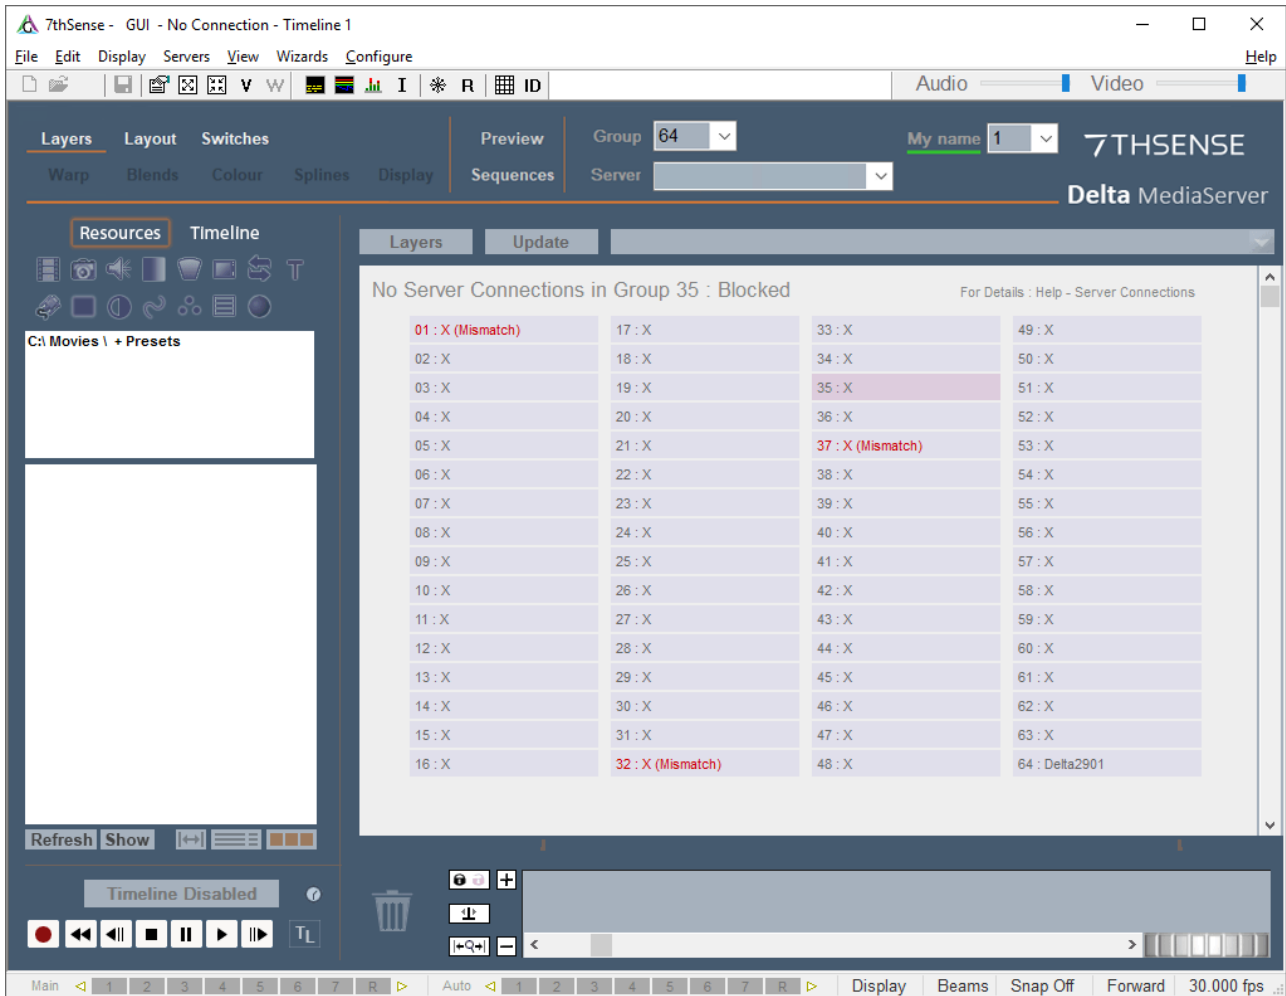 7thSense - GUI - No Connection - Timeline 1
File Edit Display Servers View Wizards Configure Help
V W I R ID Audio Video
Layers Layout Switches Preview Group 64 My name 1
7THSENSE
Warp Blends Colour Splines Display Sequences Server
Delta MediaServer
Resources Timeline
Layers Update
T
No Server Connections in Group 35 : Blocked For Details : Help - Server Connections
C:\ Movies \ + Presets
01 : X (Mismatch) 17 : X 33 : X 49 : X
02 : X 18 : X 34 : X 50 : X
03 : X 19 : X 35 : X 51 : X
04 : X 20 : X 36 : X 52 : X
05 : X 21 : X 37 : X (Mismatch) 53 : X
06 : X 22 : X 38 : X 54 : X
07 : X 23 : X 39 : X 55 : X
08 : X 24 : X 40 : X 56 : X
09 : X 25 : X 41 : X 57 : X
10 : X 26 : X 42 : X 58 : X
11 : X 27 : X 43 : X 59 : X
12 : X 28 : X 44 : X 60 : X
13 : X 29 : X 45 : X 61 : X
14 : X 30 : X 46 : X 62 : X
15 : X 31 : X 47 : X 63 : X
16 : X 32 : X (Mismatch) 48 : X 64 : Delta2901
Refresh Show
Timeline Disabled
TL
Main 1 2 3 4 5 6 7 R Auto 1 2 3 4 5 6 7 R Display Beams Snap Off Forward 30.000 fps